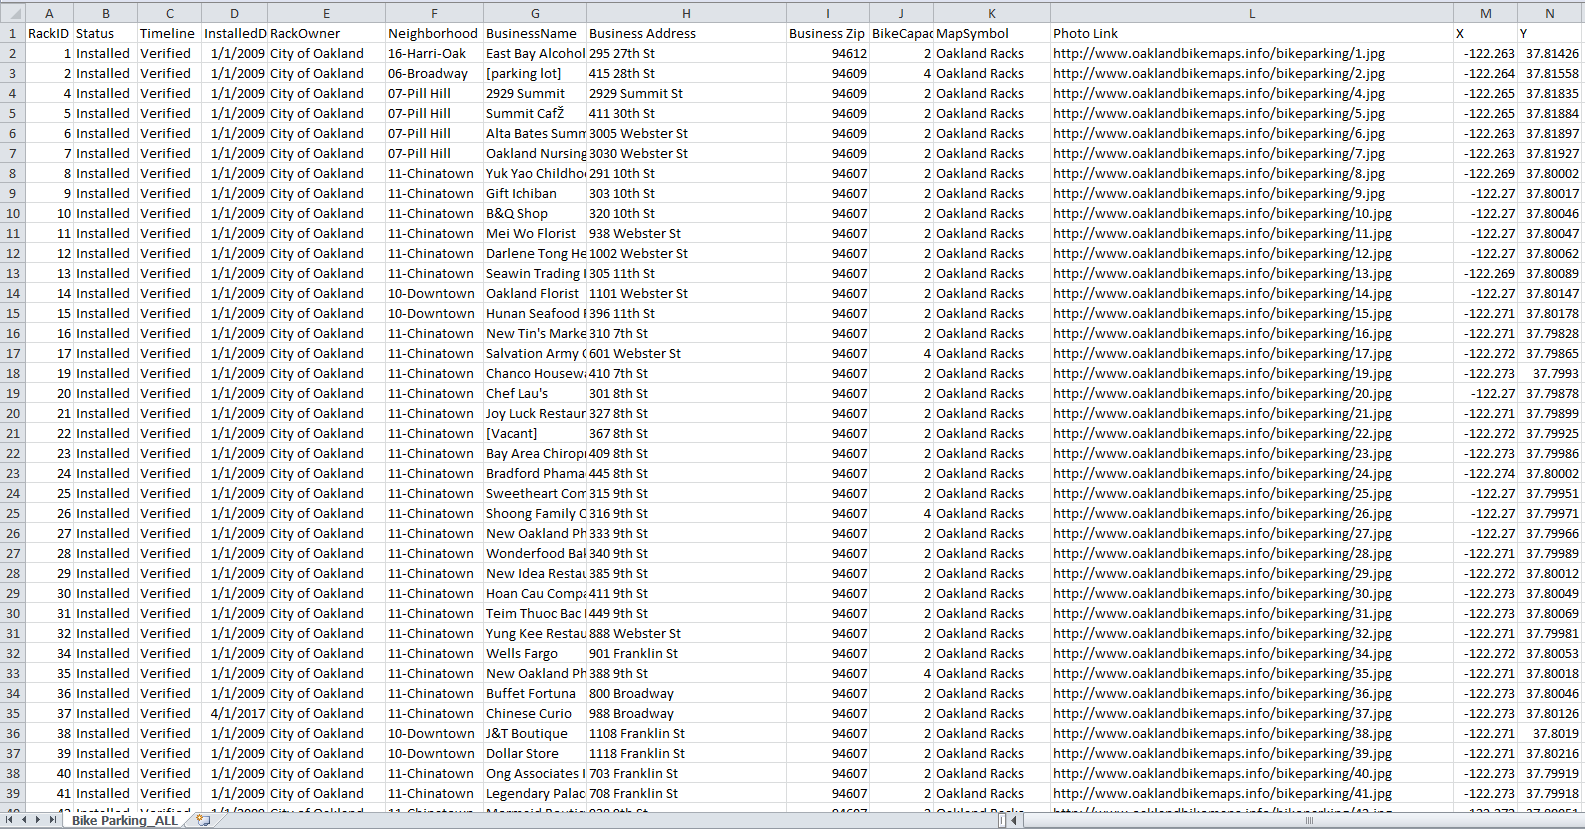 A B C D E F G H I J K L M N
1 RackID Status Timeline InstalledD RackOwner Neighborhood BusinessName Business Address Business Zip BikeCapac MapSymbol Photo Link X Y
2 1 Installed Verified 1/1/2009 City of Oakland 16-Harri-Oak East Bay Alcohol 295 27th St 94612 2 Oakland Racks http://www.oaklandbikemaps.info/bikeparking/1.jpg -122.263 37.81426
3 2 Installed Verified 1/1/2009 City of Oakland 06-Broadway [parking lot] 415 28th St 94609 4 Oakland Racks http://www.oaklandbikemaps.info/bikeparking/2.jpg -122.264 37.81558
4 4 Installed Verified 1/1/2009 City of Oakland 07-Pill Hill 2929 Summit 2929 Summit St 94609 2 Oakland Racks http://www.oaklandbikemaps.info/bikeparking/4.jpg -122.265 37.81835
5 5 Installed Verified 1/1/2009 City of Oakland 07-Pill Hill Summit CafŽ 411 30th St 94609 2 Oakland Racks http://www.oaklandbikemaps.info/bikeparking/5.jpg -122.265 37.81884
6 6 Installed Verified 1/1/2009 City of Oakland 07-Pill Hill Alta Bates Summ 3005 Webster St 94609 2 Oakland Racks http://www.oaklandbikemaps.info/bikeparking/6.jpg -122.263 37.81897
7 7 Installed Verified 1/1/2009 City of Oakland 07-Pill Hill Oakland Nursing 3030 Webster St 94609 2 Oakland Racks http://www.oaklandbikemaps.info/bikeparking/7.jpg -122.263 37.81927
8 8 Installed Verified 1/1/2009 City of Oakland 11-Chinatown Yuk Yao Childhoo 291 10th St 94607 2 Oakland Racks http://www.oaklandbikemaps.info/bikeparking/8.jpg -122.269 37.80002
9 9 Installed Verified 1/1/2009 City of Oakland 11-Chinatown Gift Ichiban 303 10th St 94607 2 Oakland Racks http://www.oaklandbikemaps.info/bikeparking/9.jpg -122.27 37.80017
10 10 Installed Verified 1/1/2009 City of Oakland 11-Chinatown B&Q Shop 320 10th St 94607 2 Oakland Racks http://www.oaklandbikemaps.info/bikeparking/10.jpg -122.27 37.80046
11 11 Installed Verified 1/1/2009 City of Oakland 11-Chinatown Mei Wo Florist 938 Webster St 94607 2 Oakland Racks http://www.oaklandbikemaps.info/bikeparking/11.jpg -122.27 37.80047
12 12 Installed Verified 1/1/2009 City of Oakland 11-Chinatown Darlene Tong He 1002 Webster St 94607 2 Oakland Racks http://www.oaklandbikemaps.info/bikeparking/12.jpg -122.27 37.80062
13 13 Installed Verified 1/1/2009 City of Oakland 11-Chinatown Seawin Trading 305 11th St 94607 2 Oakland Racks http://www.oaklandbikemaps.info/bikeparking/13.jpg -122.269 37.80089
14 14 Installed Verified 1/1/2009 City of Oakland 10-Downtown Oakland Florist 1101 Webster St 94607 2 Oakland Racks http://www.oaklandbikemaps.info/bikeparking/14.jpg -122.27 37.80147
15 15 Installed Verified 1/1/2009 City of Oakland 10-Downtown Hunan Seafood 396 11th St 94607 2 Oakland Racks http://www.oaklandbikemaps.info/bikeparking/15.jpg -122.271 37.80178
16 16 Installed Verified 1/1/2009 City of Oakland 11-Chinatown New Tin's Marke 310 7th St 94607 2 Oakland Racks http://www.oaklandbikemaps.info/bikeparking/16.jpg -122.271 37.79828
17 17 Installed Verified 1/1/2009 City of Oakland 11-Chinatown Salvation Army 601 Webster St 94607 4 Oakland Racks http://www.oaklandbikemaps.info/bikeparking/17.jpg -122.272 37.79865
18 19 Installed Verified 1/1/2009 City of Oakland 11-Chinatown Chanco Housewa 410 7th St 94607 2 Oakland Racks http://www.oaklandbikemaps.info/bikeparking/19.jpg -122.273 37.7993
19 20 Installed Verified 1/1/2009 City of Oakland 11-Chinatown Chef Lau's 301 8th St 94607 2 Oakland Racks http://www.oaklandbikemaps.info/bikeparking/20.jpg -122.27 37.79878
20 21 Installed Verified 1/1/2009 City of Oakland 11-Chinatown Joy Luck Restaur 327 8th St 94607 2 Oakland Racks http://www.oaklandbikemaps.info/bikeparking/21.jpg -122.271 37.79899
21 22 Installed Verified 1/1/2009 City of Oakland 11-Chinatown [Vacant] 367 8th St 94607 2 Oakland Racks http://www.oaklandbikemaps.info/bikeparking/22.jpg -122.272 37.79925
22 23 Installed Verified 1/1/2009 City of Oakland 11-Chinatown Bay Area Chiropr 409 8th St 94607 2 Oakland Racks http://www.oaklandbikemaps.info/bikeparking/23.jpg -122.273 37.79986
23 24 Installed Verified 1/1/2009 City of Oakland 11-Chinatown Bradford Phama 445 8th St 94607 2 Oakland Racks http://www.oaklandbikemaps.info/bikeparking/24.jpg -122.274 37.80002
24 25 Installed Verified 1/1/2009 City of Oakland 11-Chinatown Sweetheart Com 315 9th St 94607 2 Oakland Racks http://www.oaklandbikemaps.info/bikeparking/25.jpg -122.27 37.79951
25 26 Installed Verified 1/1/2009 City of Oakland 11-Chinatown Shoong Family C 316 9th St 94607 4 Oakland Racks http://www.oaklandbikemaps.info/bikeparking/26.jpg -122.27 37.79971
26 27 Installed Verified 1/1/2009 City of Oakland 11-Chinatown New Oakland Ph 333 9th St 94607 2 Oakland Racks http://www.oaklandbikemaps.info/bikeparking/27.jpg -122.27 37.79966
27 28 Installed Verified 1/1/2009 City of Oakland 11-Chinatown Wonderfood Bak 340 9th St 94607 2 Oakland Racks http://www.oaklandbikemaps.info/bikeparking/28.jpg -122.271 37.79989
28 29 Installed Verified 1/1/2009 City of Oakland 11-Chinatown New Idea Restau 385 9th St 94607 2 Oakland Racks http://www.oaklandbikemaps.info/bikeparking/29.jpg -122.272 37.80012
29 30 Installed Verified 1/1/2009 City of Oakland 11-Chinatown Hoan Cau Compa 411 9th St 94607 2 Oakland Racks http://www.oaklandbikemaps.info/bikeparking/30.jpg -122.273 37.80049
30 31 Installed Verified 1/1/2009 City of Oakland 11-Chinatown Teim Thuoc Bac 449 9th St 94607 2 Oakland Racks http://www.oaklandbikemaps.info/bikeparking/31.jpg -122.273 37.80069
31 32 Installed Verified 1/1/2009 City of Oakland 11-Chinatown Yung Kee Restau 888 Webster St 94607 2 Oakland Racks http://www.oaklandbikemaps.info/bikeparking/32.jpg -122.271 37.79981
32 34 Installed Verified 1/1/2009 City of Oakland 11-Chinatown Wells Fargo 901 Franklin St 94607 2 Oakland Racks http://www.oaklandbikemaps.info/bikeparking/34.jpg -122.272 37.80053
33 35 Installed Verified 1/1/2009 City of Oakland 11-Chinatown New Oakland Ph 388 9th St 94607 4 Oakland Racks http://www.oaklandbikemaps.info/bikeparking/35.jpg -122.271 37.80018
34 36 Installed Verified 1/1/2009 City of Oakland 11-Chinatown Buffet Fortuna 800 Broadway 94607 2 Oakland Racks http://www.oaklandbikemaps.info/bikeparking/36.jpg -122.273 37.80046
35 37 Installed Verified 4/1/2017 City of Oakland 11-Chinatown Chinese Curio 988 Broadway 94607 2 Oakland Racks http://www.oaklandbikemaps.info/bikeparking/37.jpg -122.273 37.80126
36 38 Installed Verified 1/1/2009 City of Oakland 10-Downtown J&T Boutique 1108 Franklin St 94607 2 Oakland Racks http://www.oaklandbikemaps.info/bikeparking/38.jpg -122.271 37.8019
37 39 Installed Verified 1/1/2009 City of Oakland 10-Downtown Dollar Store 1118 Franklin St 94607 2 Oakland Racks http://www.oaklandbikemaps.info/bikeparking/39.jpg -122.271 37.80216
38 40 Installed Verified 1/1/2009 City of Oakland 11-Chinatown Ong Associates I 703 Franklin St 94607 2 Oakland Racks http://www.oaklandbikemaps.info/bikeparking/40.jpg -122.273 37.79919
39 41 Installed Verified 1/1/2009 City of Oakland 11-Chinatown Legendary Palac 708 Franklin St 94607 2 Oakland Racks http://www.oaklandbikemaps.info/bikeparking/41.jpg -122.273 37.79918
Bike Parking_ALL